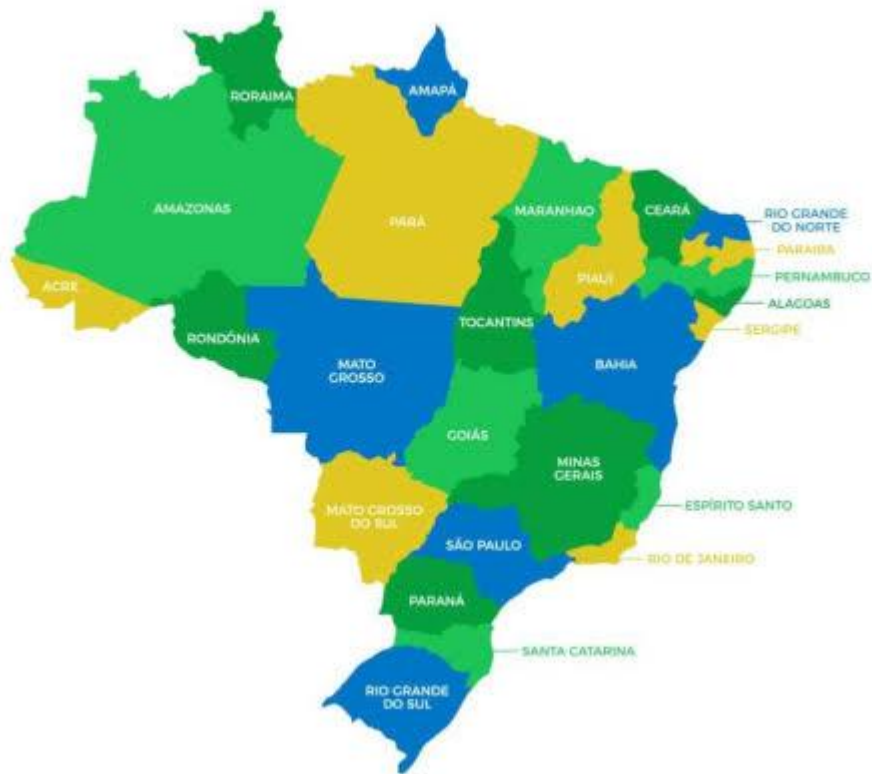 RORAIMA
AMAPÁ
AMAZONAS
PARÁ
MARANHAO
CEARÁ
RIO GRANDE
DO NORTE
PARAIBA
PERNAMBUCO
ALAGOAS
SERGIPE
PIAUÍ
ACRE
RONDÔNIA
TOCANTINS
MATO
GROSSO
BAHIA
GOIÁS
MINAS
GERAIS
ESPÍRITO SANTO
MATO GROSSO
DO SUL
SÃO PAULO
RIO DE JANEIRO
PARANÁ
SANTA CATARINA
RIO GRANDE
DO SUL